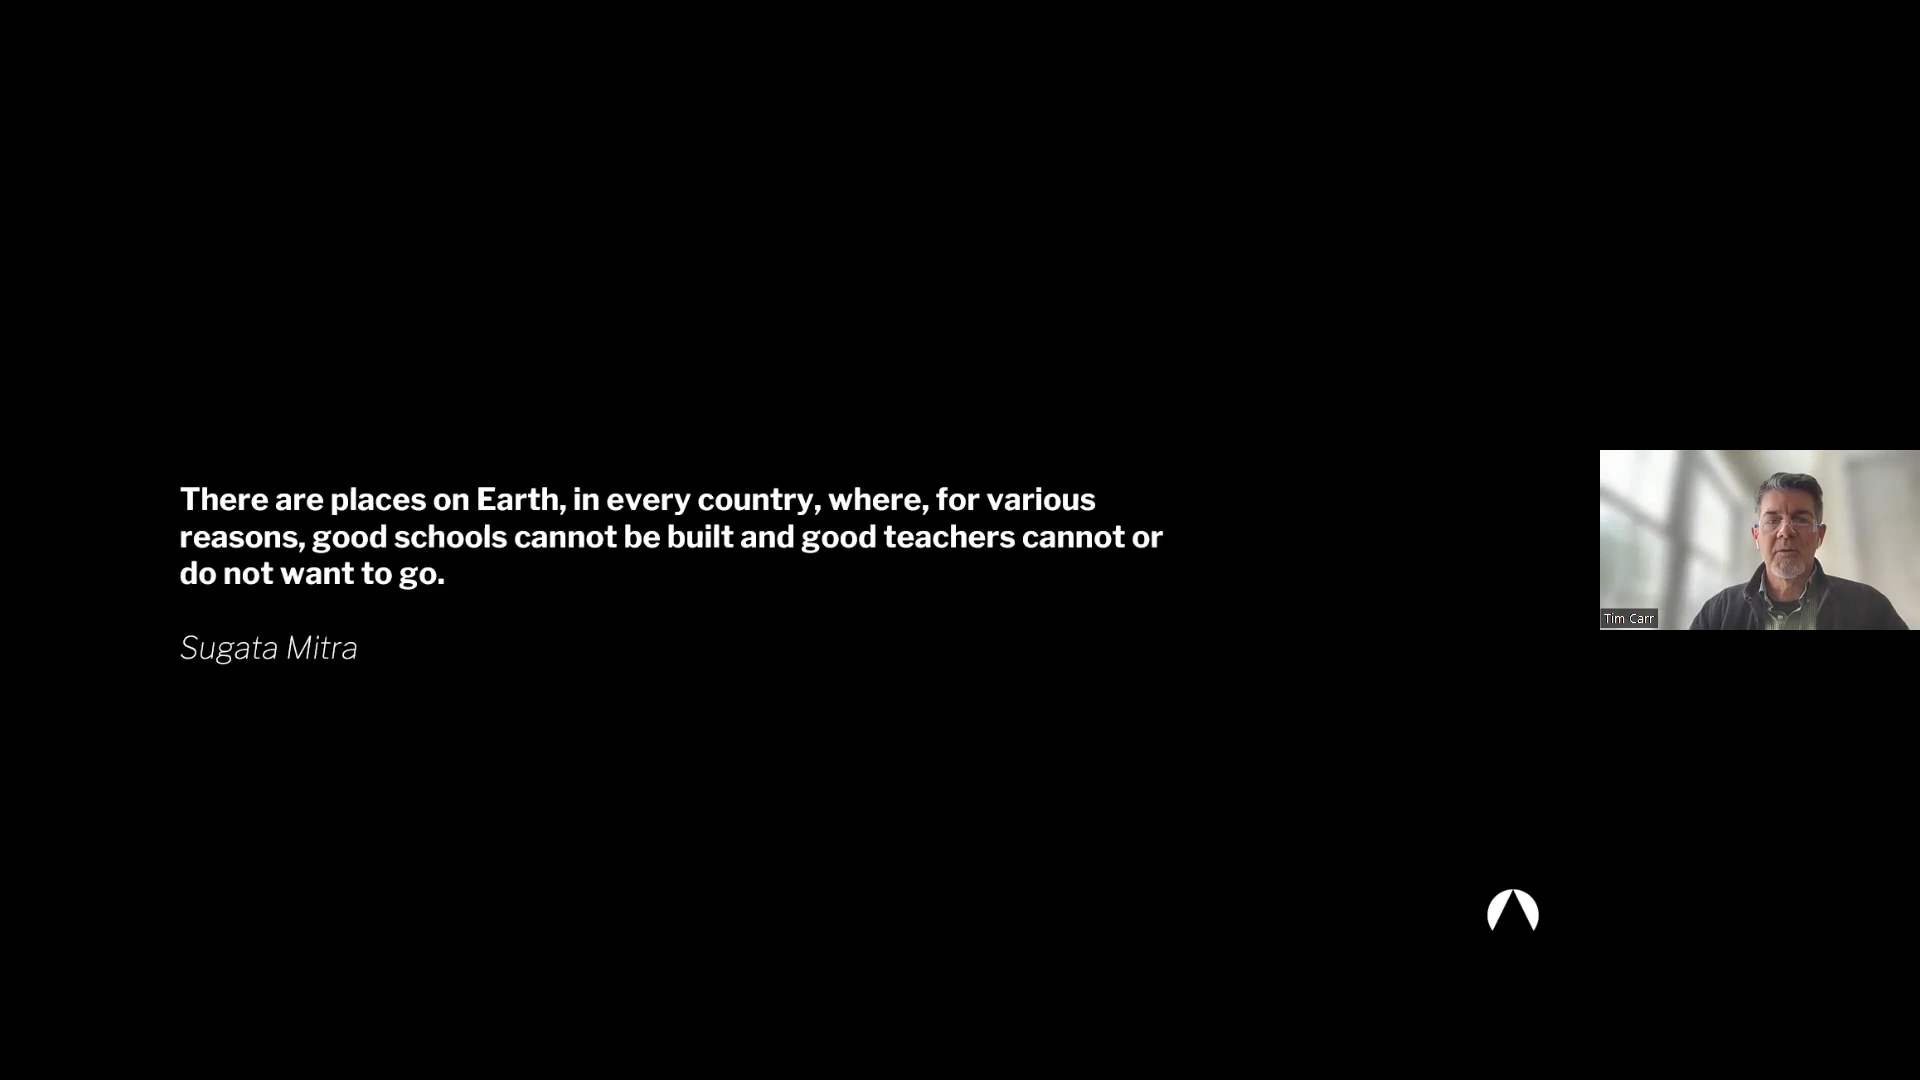 There are places on Earth, in every country, where, for various
reasons, good schools cannot be built and good teachers cannot or
do not want to go.
Sugata Mitra
Tim Carr